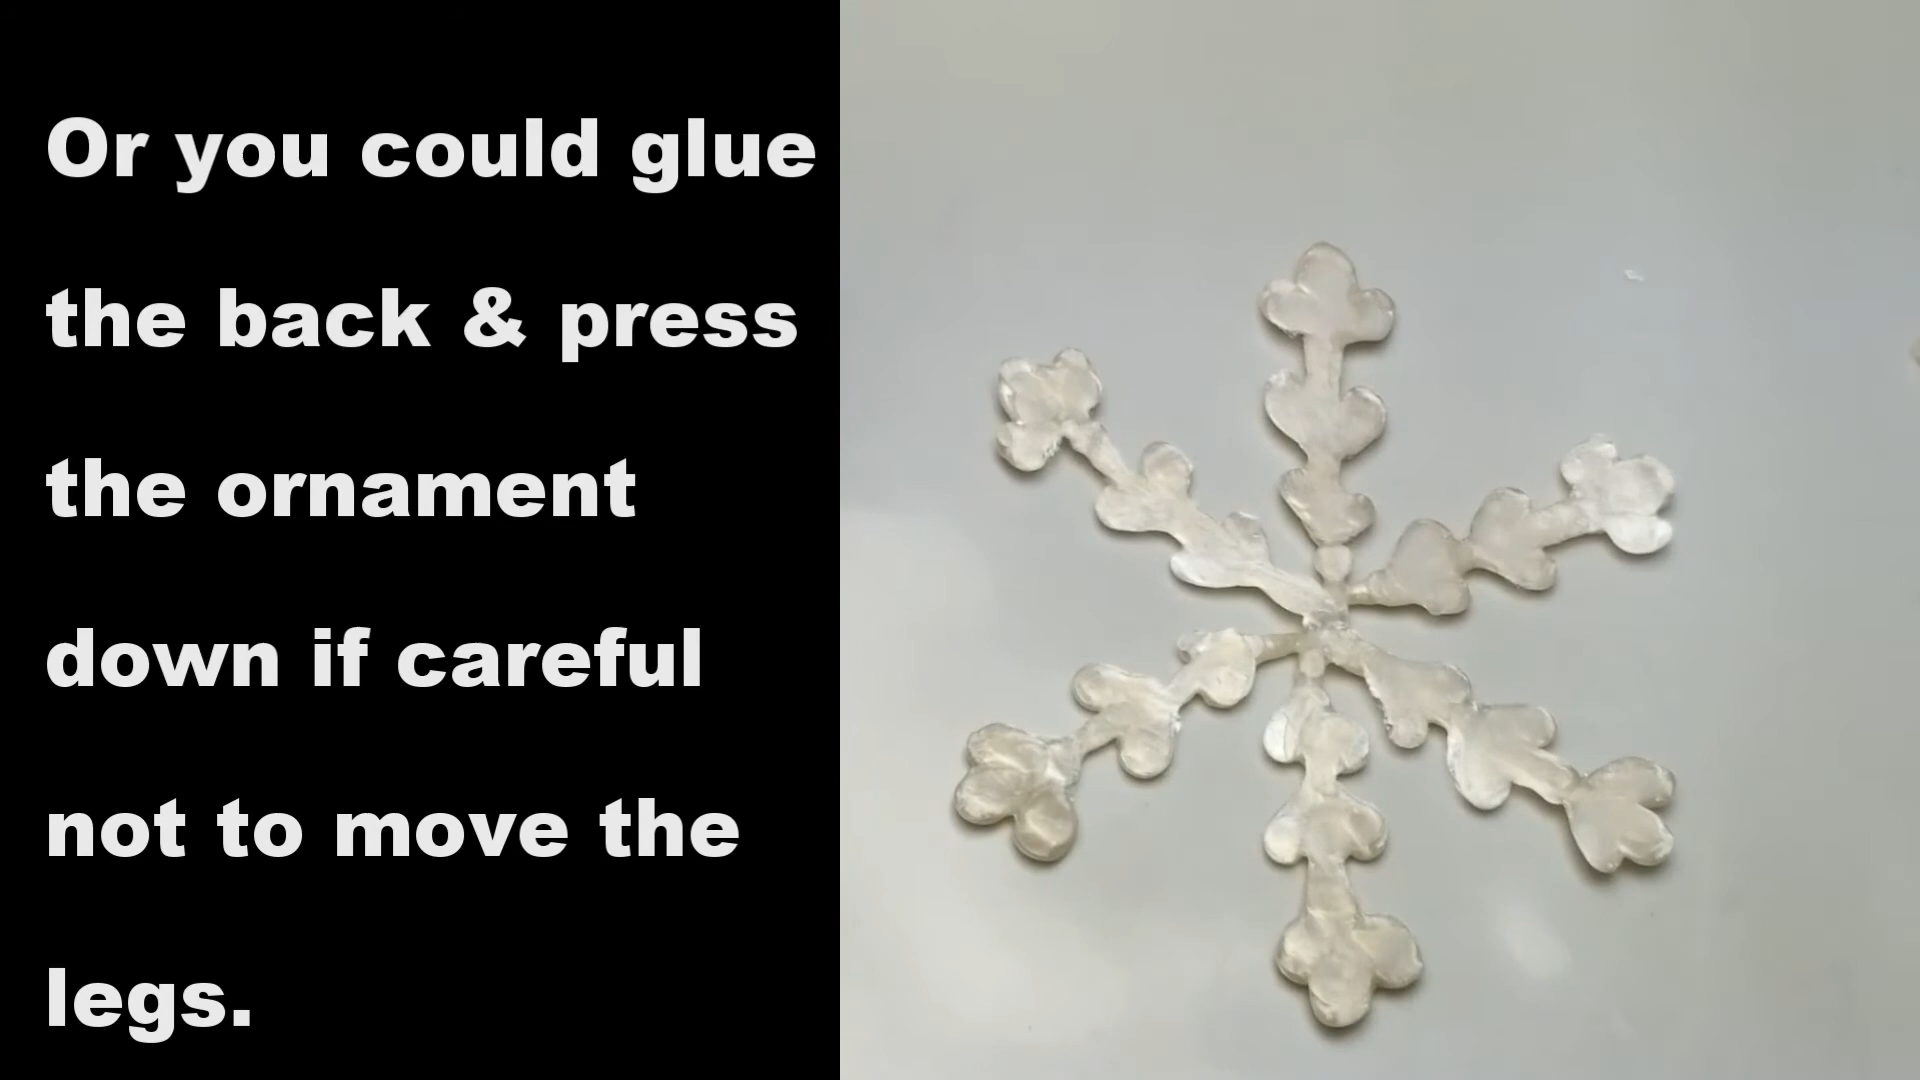 Or you could glue
the back & press
the ornament
down if careful
not to move the
legs.